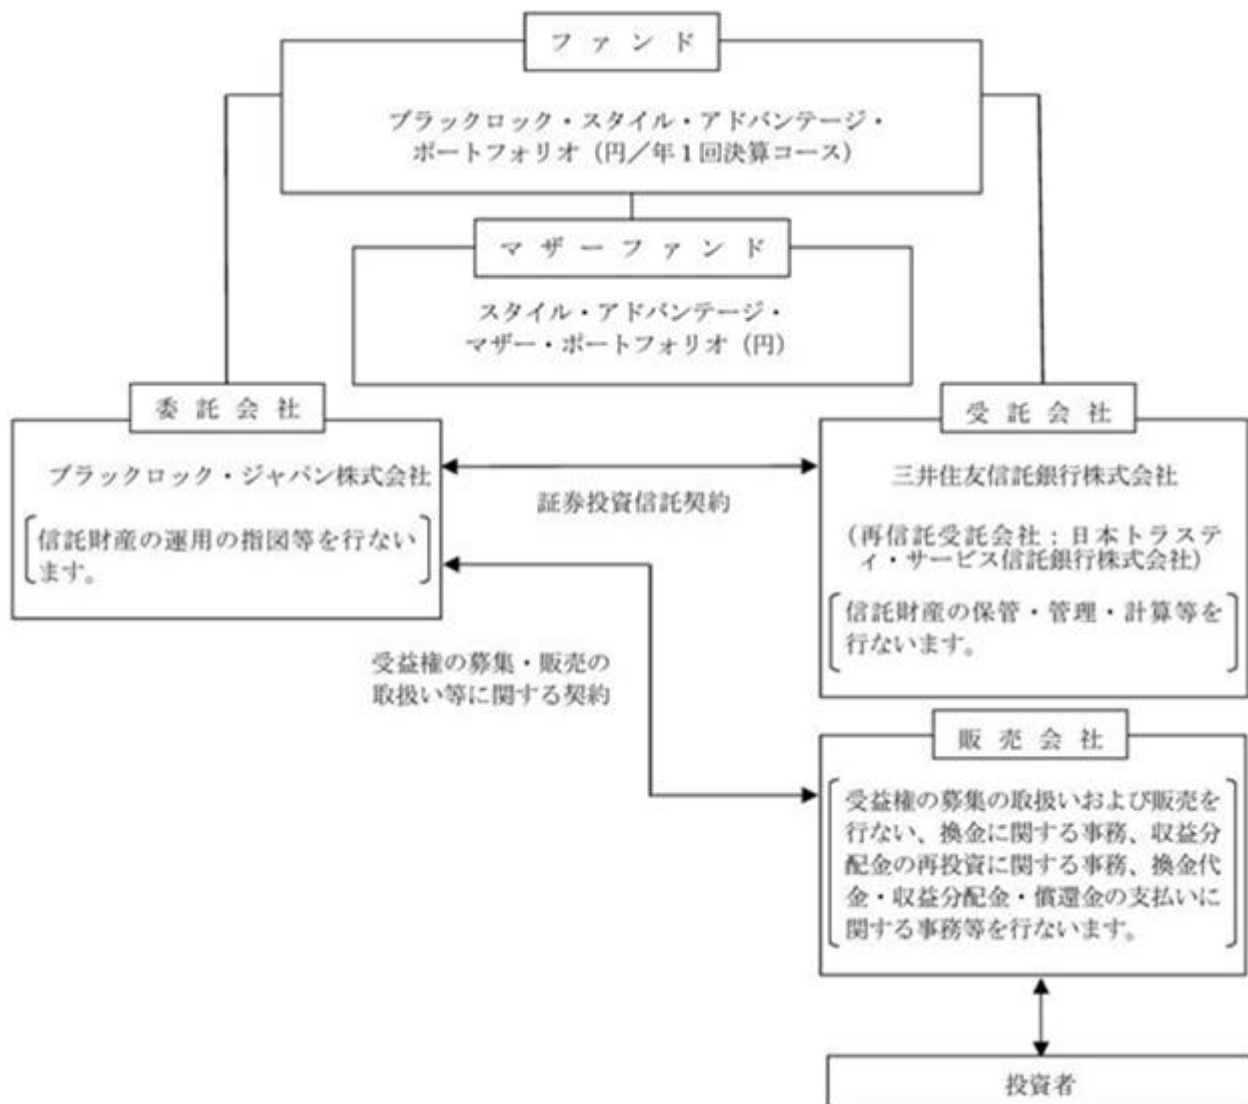 ファンド
ブラックロック・スタイル・アドバンテージ・
ポートフォリオ（円／年１回決算コース）
マザーファンド
スタイル・アドバンテージ・
マザー・ポートフォリオ（円）
委託会社
ブラックロック・ジャパン株式会社
信託財産の運用の指図等を行ない
ます。
証券投資信託契約
受託会社
三井住友信託銀行株式会社
（再信託受託会社：日本トラステ
ィ・サービス信託銀行株式会社）
信託財産の保管・管理・計算等を
行ないます。
受益権の募集・販売の
取扱い等に関する契約
販売会社
受益権の募集の取扱いおよび販売を
行ない、換金に関する事務、収益分
配金の再投資に関する事務、換金代
金・収益分配金・償還金の支払いに
関する事務等を行ないます。
投資者